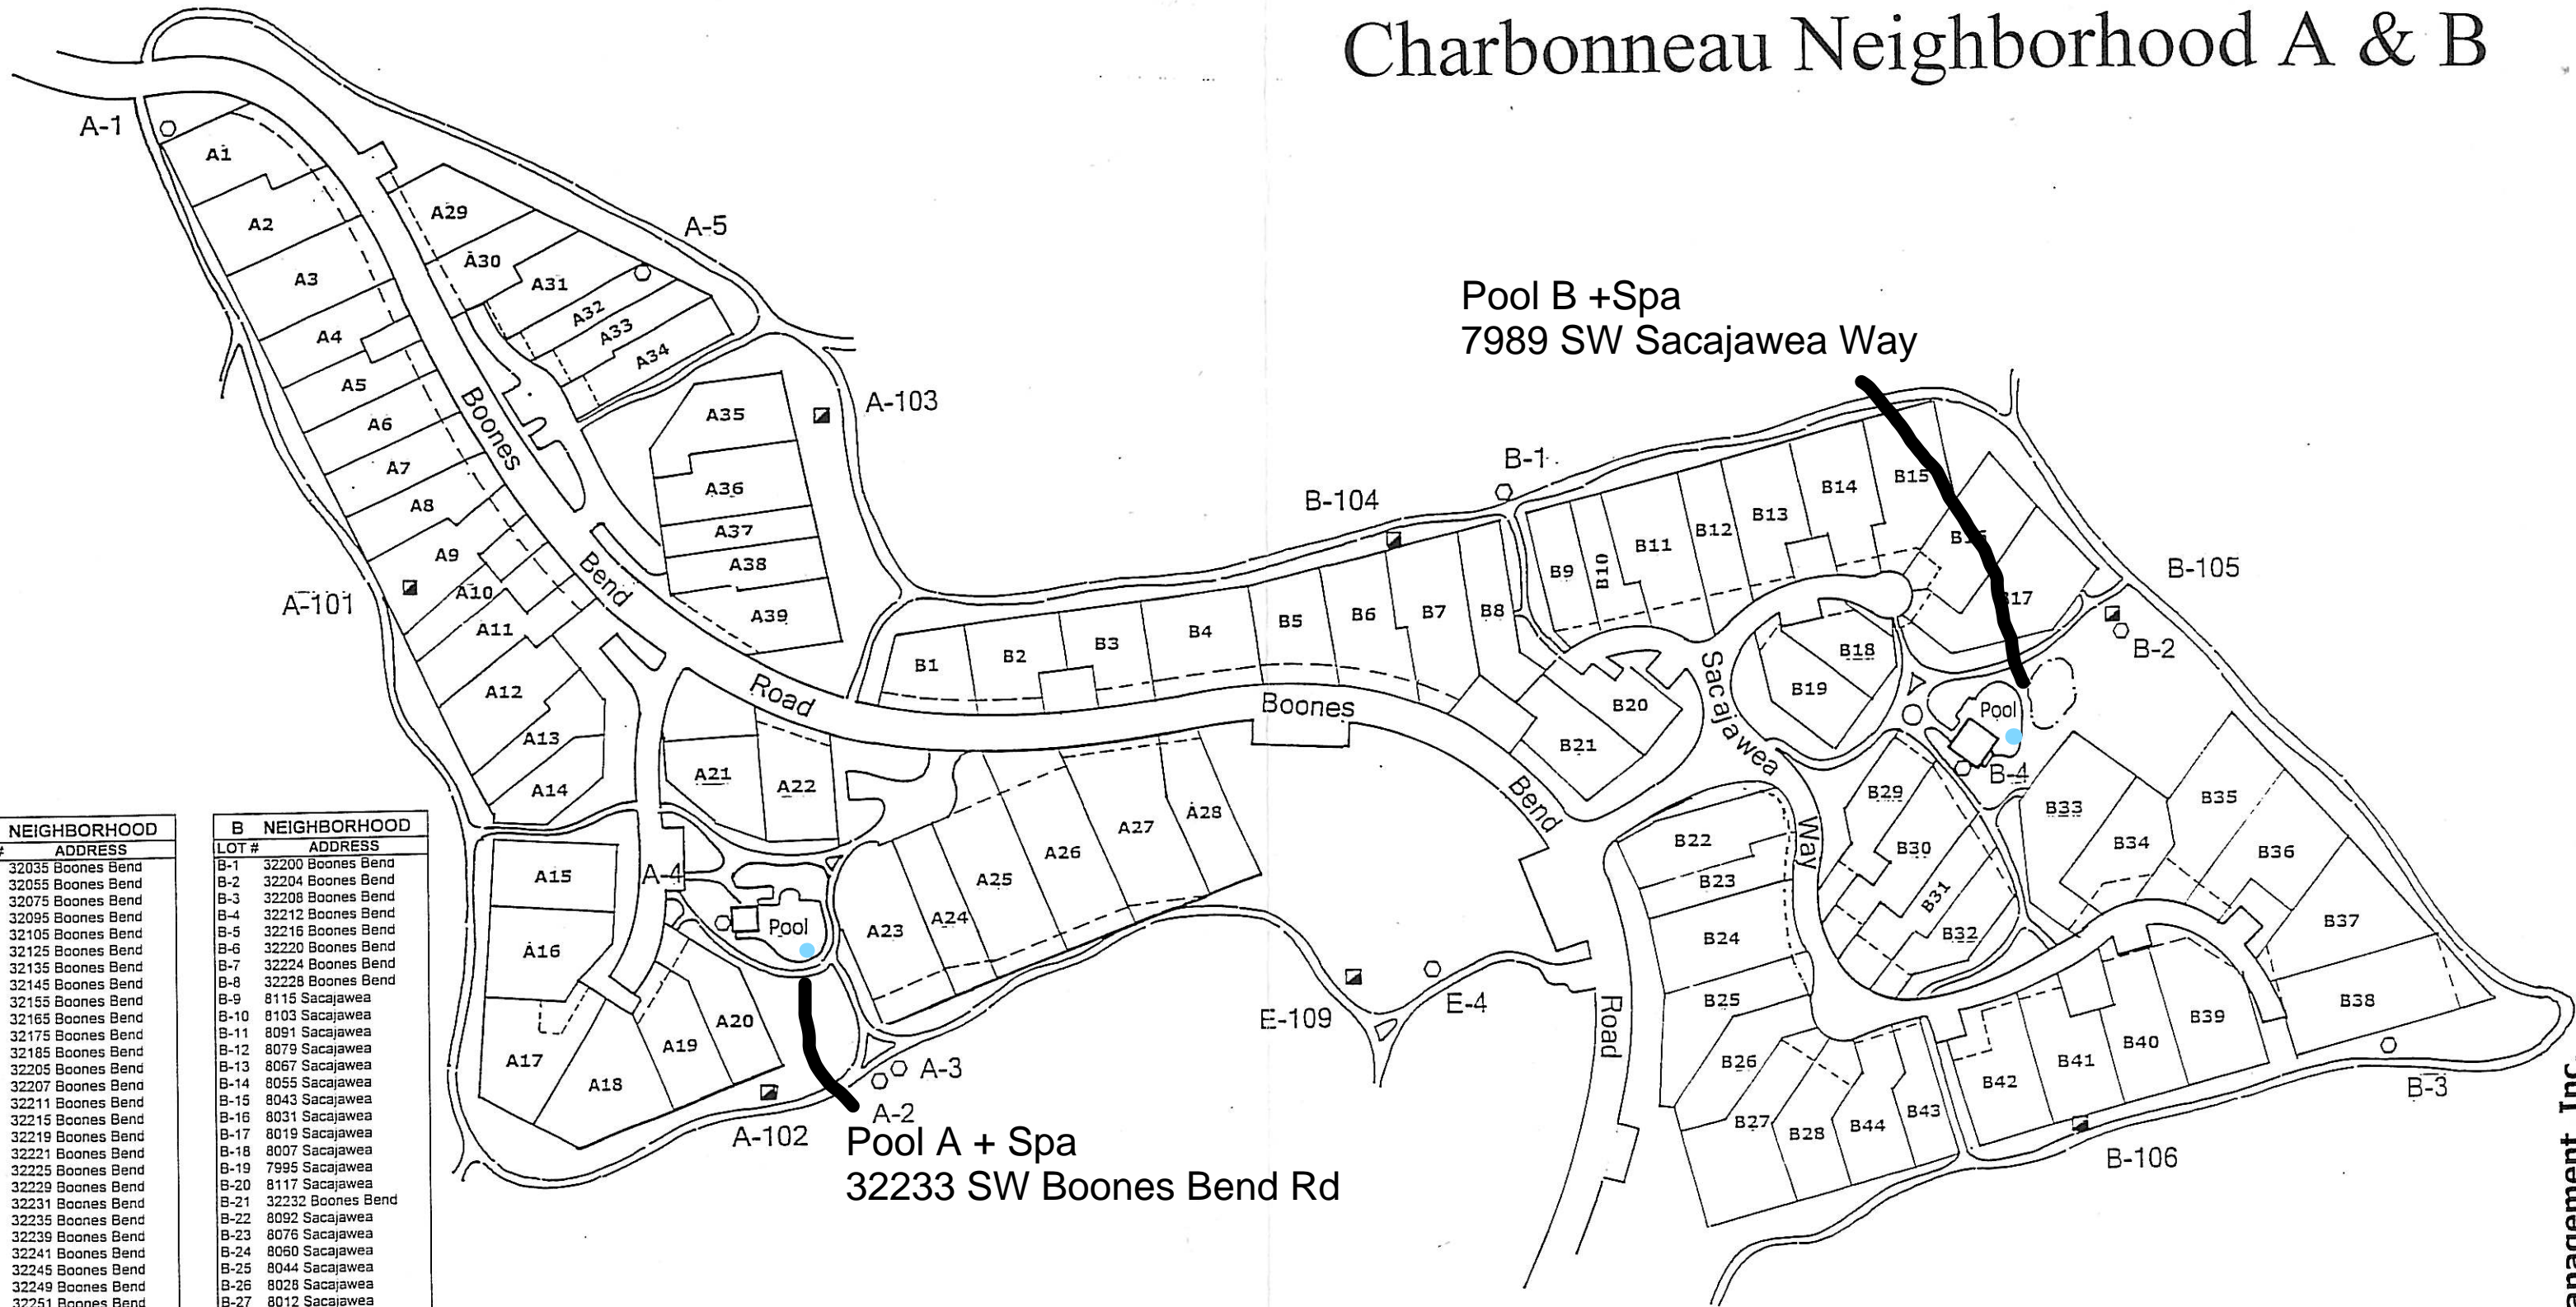 Charbonneau Neighborhood A & B
A-1
A1
A2
A3
A4
A5
A6
A7
A8
A9
A10
A11
A12
A13
A14
A15
A16
A17
A18
A19
A20
A21
A22
A23
A24
A25
A26
A27
A28
A29
A30
A31
A32
A33
A34
A35
A36
A37
A38
A39
A-5
A-103
A-101
A-4
A-3
A-2
A-102
Boones
Bend
Road
Boones
Bend
Road
Pool
Pool A + Spa
32233 SW Boones Bend Rd
Pool B +Spa
7989 SW Sacajawea Way
B-1
B-104
B-105
B-2
B-4
B-3
B-106
E-109
E-4
Sacajawea
Way
Pool
B1
B2
B3
B4
B5
B6
B7
B8
B9
B10
B11
B12
B13
B14
B15
B17
B18
B19
B20
B21
B22
B23
B24
B25
B26
B27
B28
B44
B43
B29
B30
B31
B32
B33
B34
B35
B36
B37
B38
B39
B40
B41
B42
NEIGHBORHOOD
ADDRESS
32035 Boones Bend
32055 Boones Bend
32075 Boones Bend
32095 Boones Bend
32105 Boones Bend
32125 Boones Bend
32135 Boones Bend
32145 Boones Bend
32155 Boones Bend
32165 Boones Bend
32175 Boones Bend
32185 Boones Bend
32205 Boones Bend
32207 Boones Bend
32211 Boones Bend
32215 Boones Bend
32219 Boones Bend
32221 Boones Bend
32225 Boones Bend
32229 Boones Bend
32231 Boones Bend
32235 Boones Bend
32239 Boones Bend
32241 Boones Bend
32245 Boones Bend
32249 Boones Bend
32251 Boones Bend
B NEIGHBORHOOD
LOT # ADDRESS
B-1 32200 Boones Bend
B-2 32204 Boones Bend
B-3 32208 Boones Bend
B-4 32212 Boones Bend
B-5 32216 Boones Bend
B-6 32220 Boones Bend
B-7 32224 Boones Bend
B-8 32228 Boones Bend
B-9 8115 Sacajawea
B-10 8103 Sacajawea
B-11 8091 Sacajawea
B-12 8079 Sacajawea
B-13 8067 Sacajawea
B-14 8055 Sacajawea
B-15 8043 Sacajawea
B-16 8031 Sacajawea
B-17 8019 Sacajawea
B-18 8007 Sacajawea
B-19 7995 Sacajawea
B-20 8117 Sacajawea
B-21 32232 Boones Bend
B-22 8092 Sacajawea
B-23 8076 Sacajawea
B-24 8060 Sacajawea
B-25 8044 Sacajawea
B-26 8028 Sacajawea
B-27 8012 Sacajawea